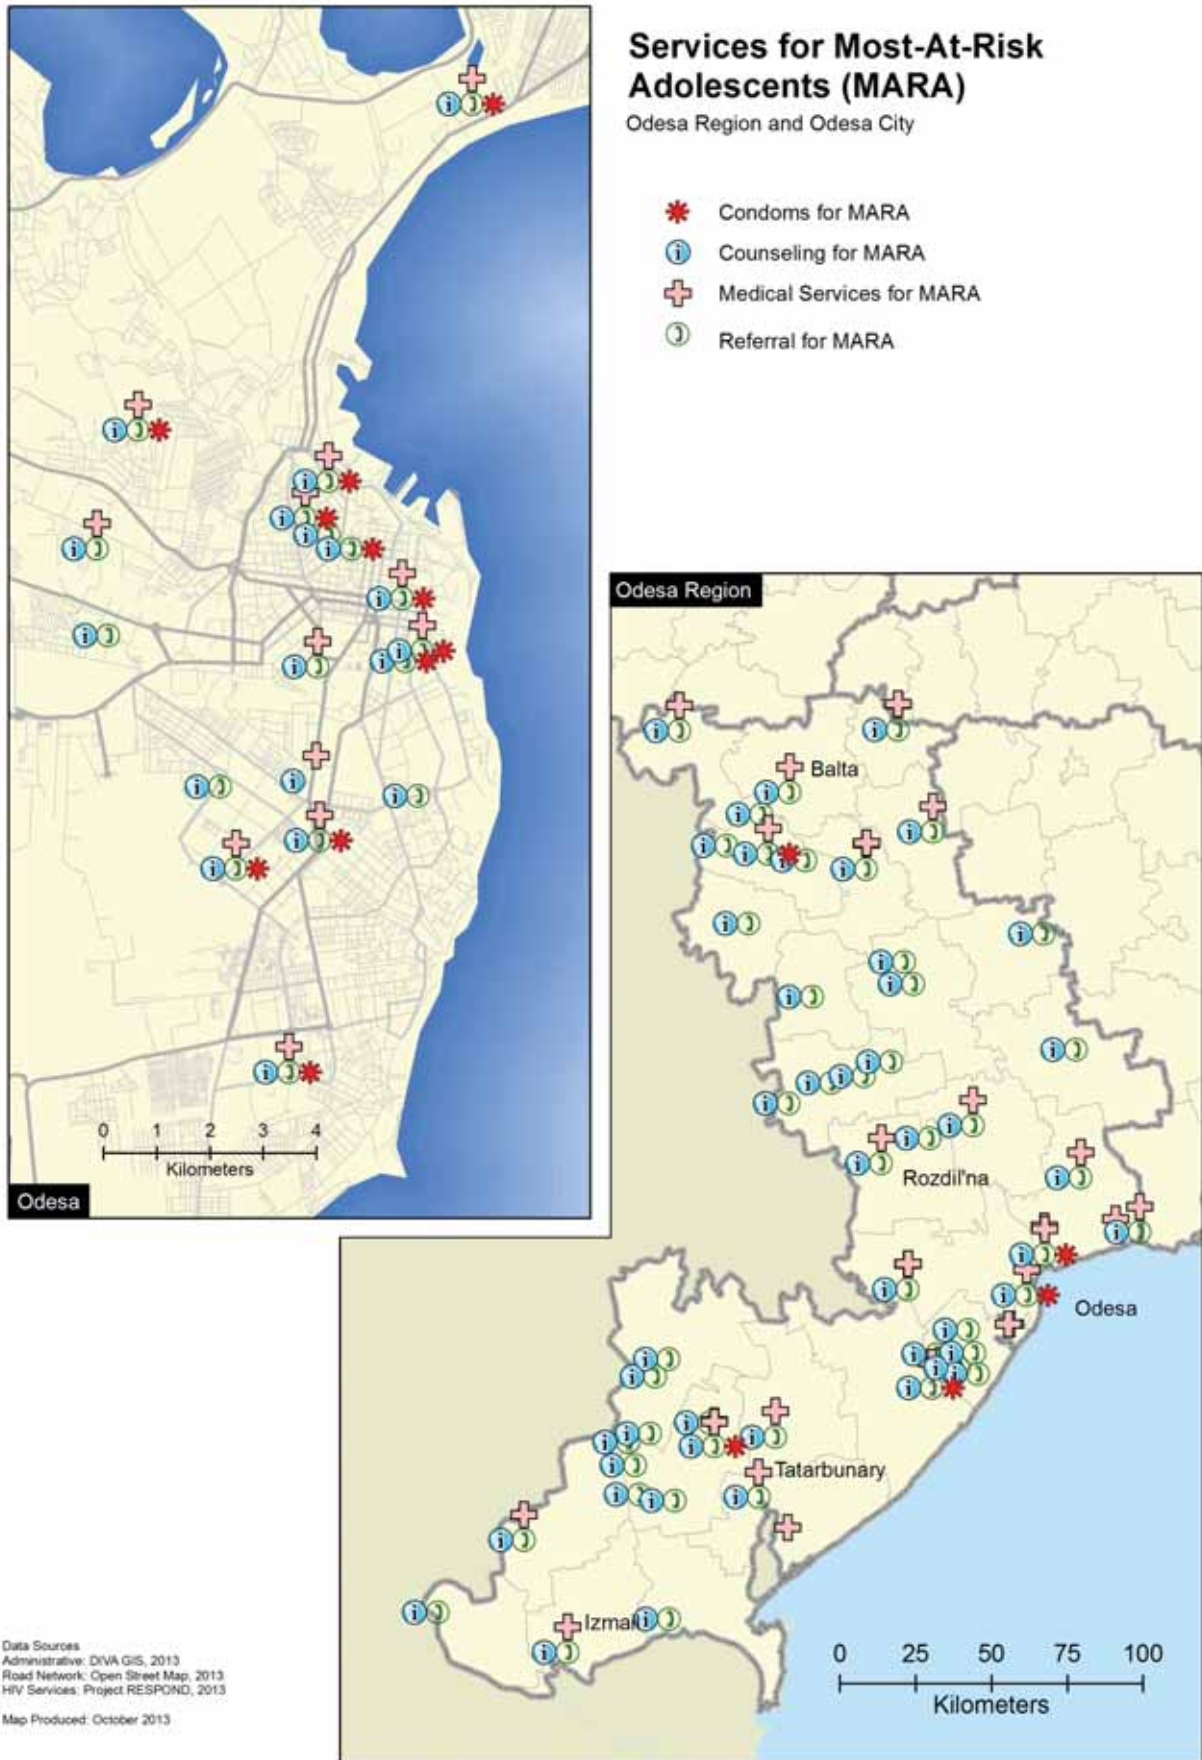 Services for Most-At-Risk
Adolescents (MARA)
Odesa Region and Odesa City
Condoms for MARA
Counseling for MARA
Medical Services for MARA
Referral for MARA
0 1 2 3 4
Kilometers
Odesa
Odesa Region
Balta
Rozdil'na
Odesa
Tatarbunary
Izmail
0 25 50 75 100
Kilometers
Data Sources
Administrative: DIVA GIS, 2013
Road Network: Open Street Map, 2013
HIV Services: Project RESPOND, 2013
Map Produced: October 2013